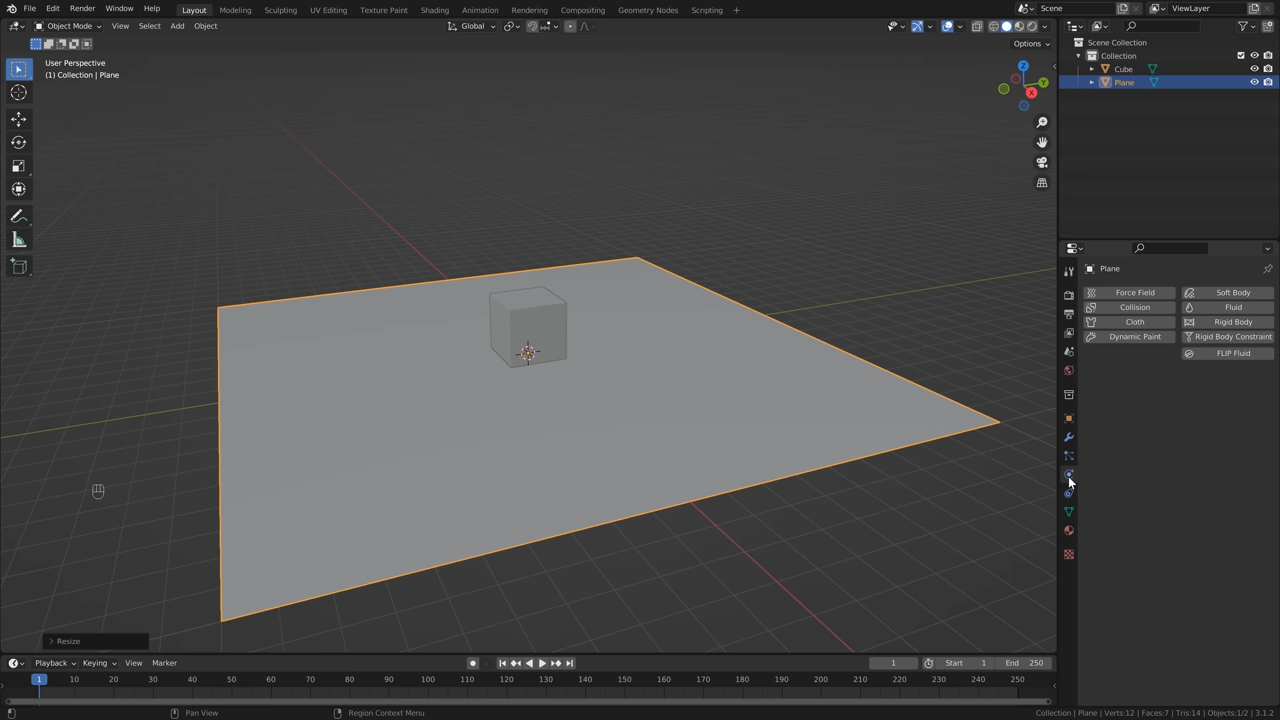 File Edit Render Window Help Layout Modeling Sculpting UV Editing Texture Paint Shading Animation Rendering Compositing Geometry Nodes Scripting Scene ViewLayer
Object Mode View Select Add Object Global
Options
User Perspective
(1) Collection | Plane
Z
Y
X
Scene Collection
Collection
Cube
Plane
Plane
Force Field Soft Body
Collision Fluid
Cloth Rigid Body
Dynamic Paint Rigid Body Constraint
FLIP Fluid
Resize
Playback Keying View Marker 1 Start 1 End 250
1 10 20 30 40 50 60 70 80 90 100 110 120 130 140 150 160 170 180 190 200 210 220 230 240 250
Pan View Region Context Menu Collection | Plane | Verts:12 | Faces:7 | Tris:14 | Objects:1/2 | 3.1.2